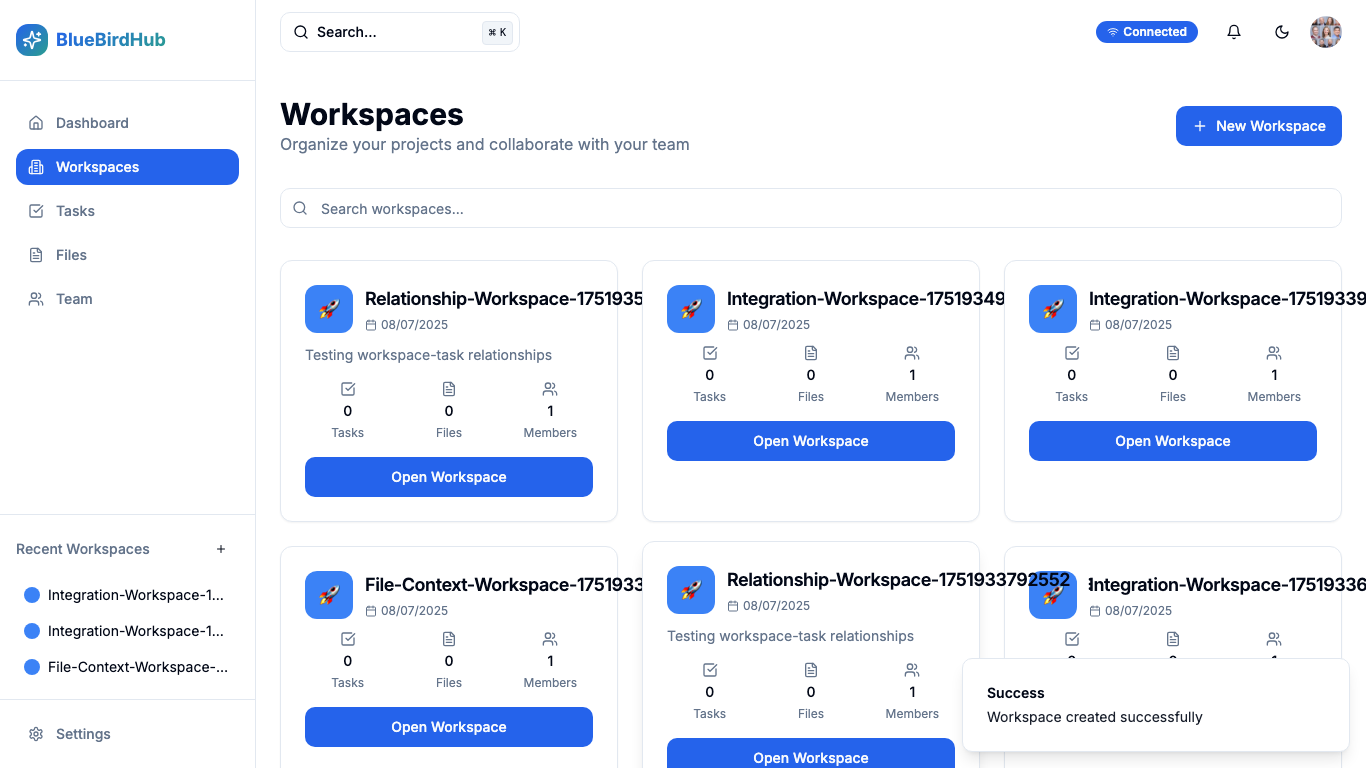 BlueBirdHub
Search...
⌘ K
Connected
Dashboard
Workspaces
Tasks
Files
Team
Recent Workspaces
Integration-Workspace-1...
Integration-Workspace-1...
File-Context-Workspace-...
Settings
Workspaces
Organize your projects and collaborate with your team
New Workspace
Search workspaces...
Relationship-Workspace-1751935
08/07/2025
Testing workspace-task relationships
0
Tasks
0
Files
1
Members
Open Workspace
Integration-Workspace-17519349
08/07/2025
0
Tasks
0
Files
1
Members
Open Workspace
Integration-Workspace-17519339
08/07/2025
0
Tasks
0
Files
1
Members
Open Workspace
File-Context-Workspace-1751933
08/07/2025
0
Tasks
0
Files
1
Members
Open Workspace
Relationship-Workspace-1751933792552
08/07/2025
Testing workspace-task relationships
0
Tasks
0
Files
1
Members
Open Workspace
Integration-Workspace-175193366
08/07/2025
Success
Workspace created successfully